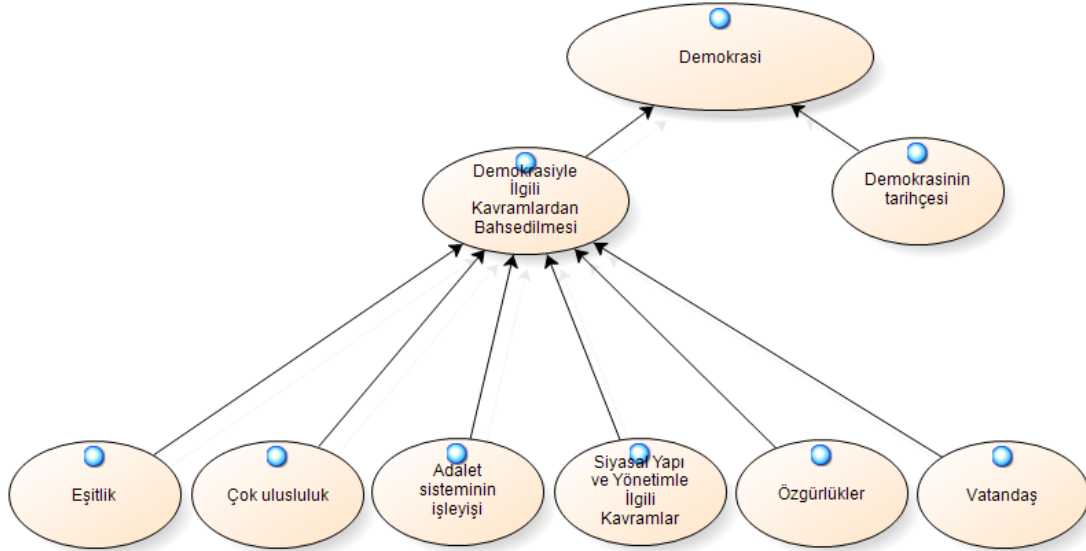 Demokrasi
Demokrasiyle
İlgili
Kavramlardan
Bahsedilmesi
Demokrasinin
tarihçesi
Eşitlik
Çok ulusluluk
Adalet
sisteminin
işleyişi
Siyasal Yapı
ve Yönetimle
İlgili
Kavramlar
Özgürlükler
Vatandaş